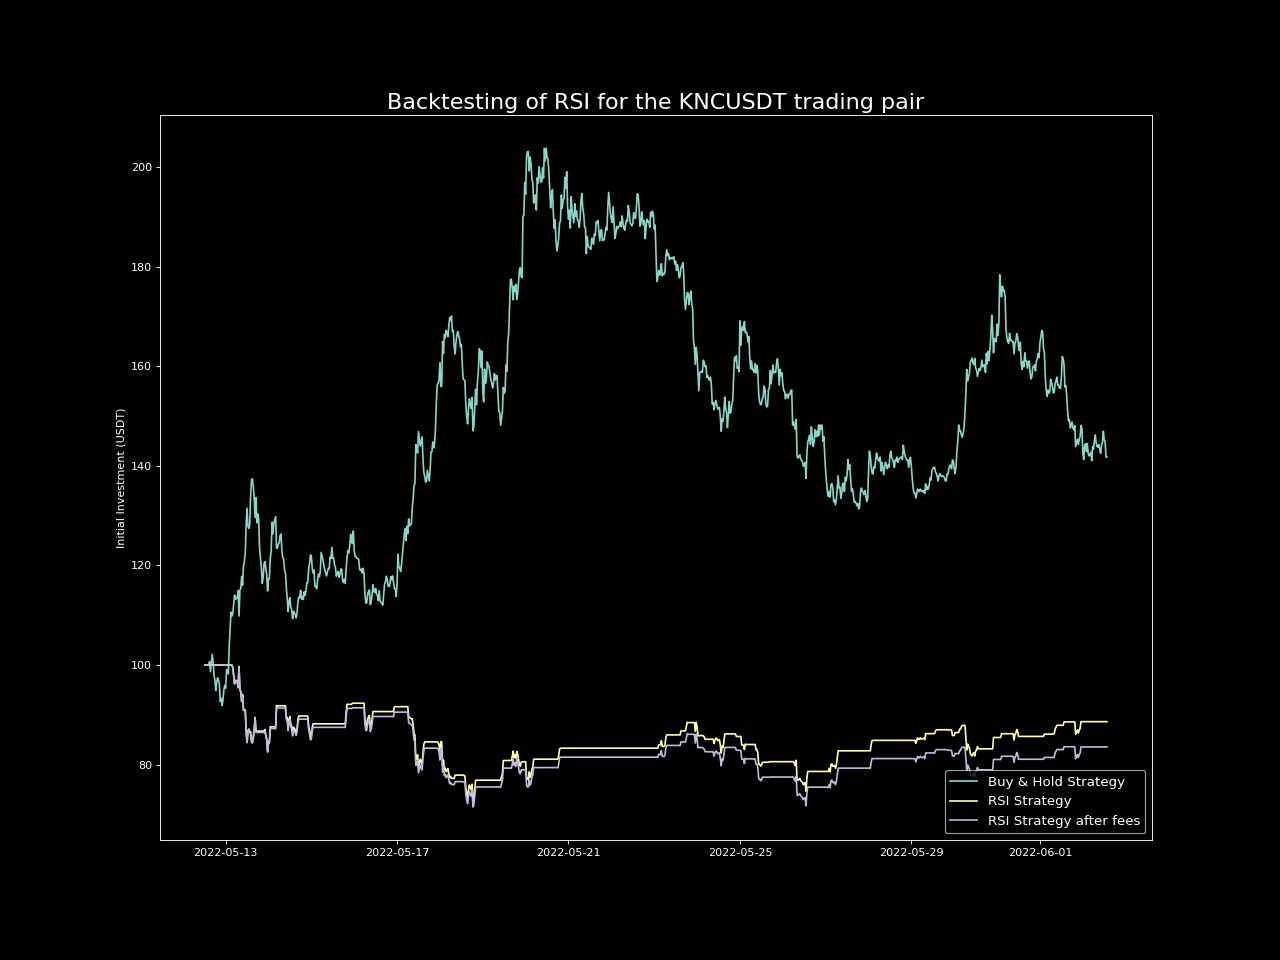 Backtesting of RSI for the KNCUSDT trading pair
Initial Investment (USDT)
200
180
160
140
120
100
80
2022-05-13
2022-05-17
2022-05-21
2022-05-25
2022-05-29
2022-06-01
Buy & Hold Strategy
RSI Strategy
RSI Strategy after fees